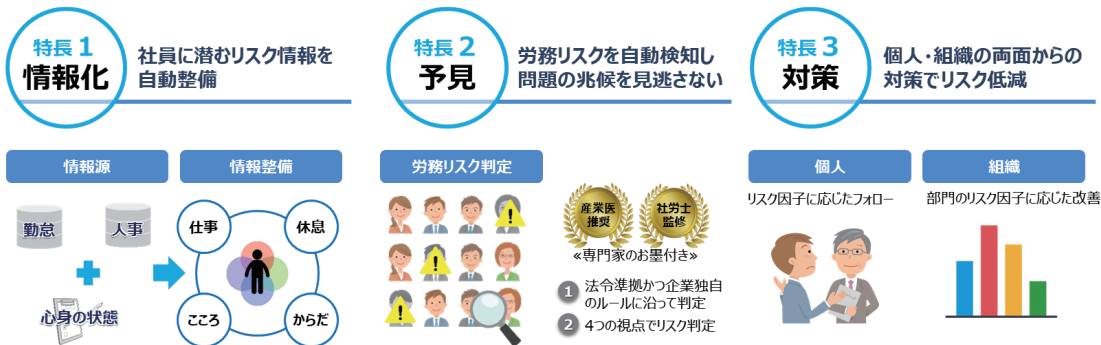 特長1
情報化
社員に潜むリスク情報を
自動整備
情報源
情報整備
勤怠
人事
心身の状態
仕事
休息
こころ
からだ
特長2
予見
労務リスクを自動検知し
問題の兆候を見逃さない
労務リスク判定
産業医
推奨
社労士
監修
≪専門家のお墨付き≫
1 法令準拠かつ企業独自
のルールに沿って判定
2 4つの視点でリスク判定
特長3
対策
個人・組織の両面からの
対策でリスク低減
個人
リスク因子に応じたフォロー
組織
部門のリスク因子に応じた改善